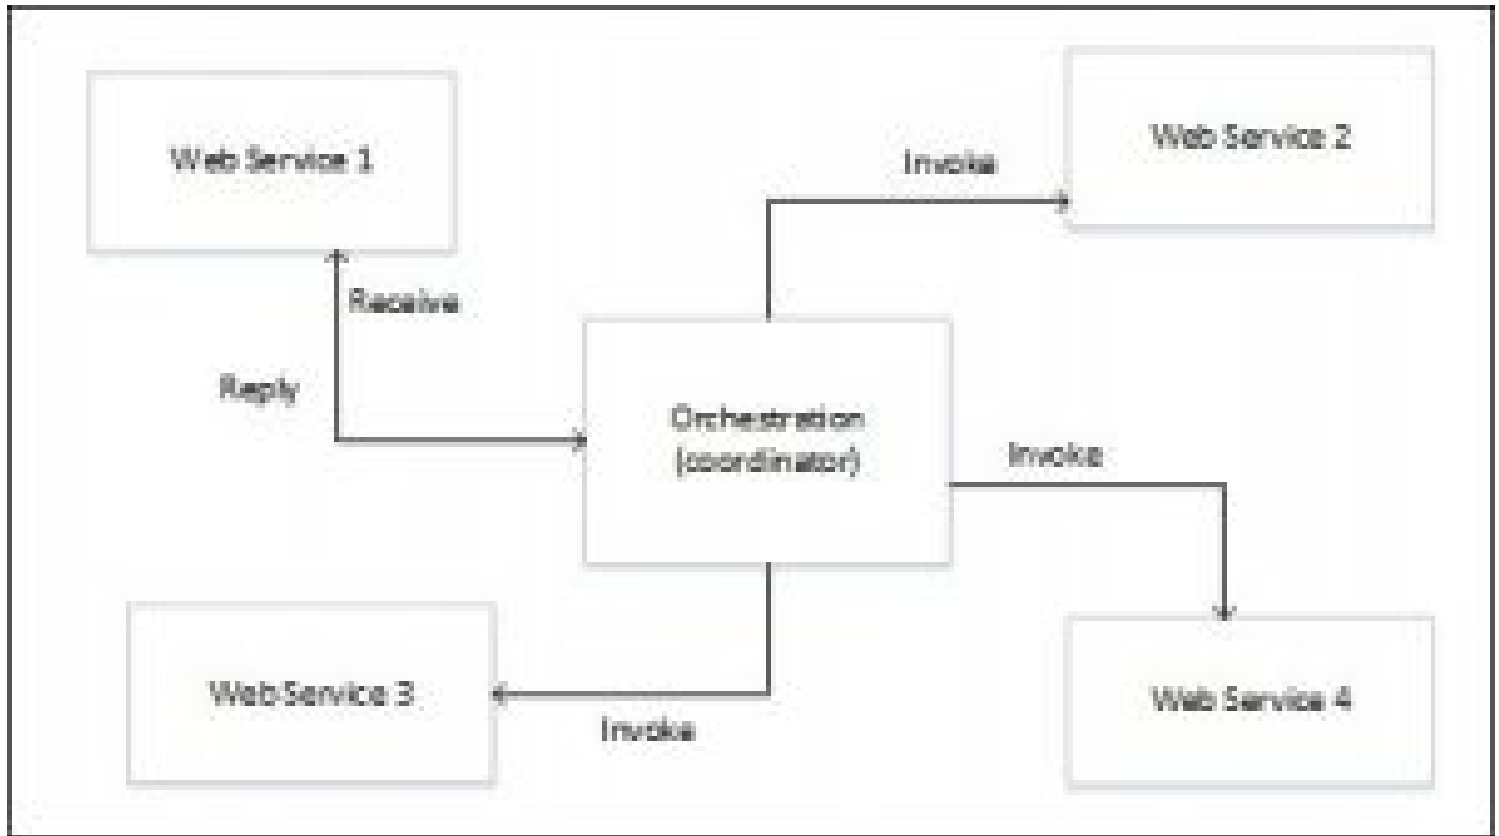 Web Service 1
Web Service 2
Invoke
Receive
Reply
Orchestration
(coordinator)
Invoke
Web Service 3
Invoke
Web Service 4